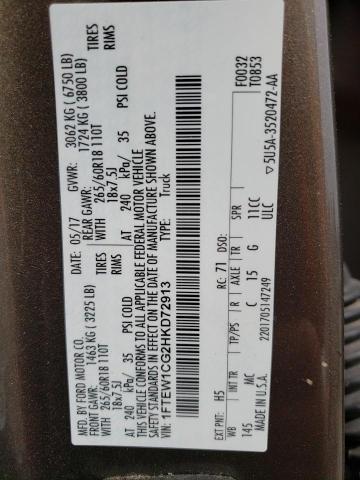 MFD. BY FORD MOTOR CO.
DATE: 05/17 GVWR: 3062 KG ( 6750 LB)
FRONT GAWR: 1463 KG ( 3225 LB) REAR GAWR: 1724 KG ( 3800 LB)
WITH 265/60R18 110T TIRES WITH 265/60R18 110T TIRES
18x7.5J RIMS 18x7.5J RIMS
AT 240 kPa/ 35 PSI COLD AT 240 kPa/ 35 PSI COLD
THIS VEHICLE CONFORMS TO ALL APPLICABLE FEDERAL MOTOR VEHICLE
SAFETY AND THEFT PREVENTION STANDARDS IN EFFECT ON THE DATE OF
MANUFACTURE SHOWN ABOVE.
VIN: 1FTEW1CG2HKD72913
TYPE: Truck
F0032
T0853
EXT PNT: H5 RC: 71 DSO:
WB INT TR TP/PS R AXLE TR SPR
145 MC C 15 G 11CC
ULC
MADE IN U.S.A.
2201705147249
▽5U5A-3520472-AA